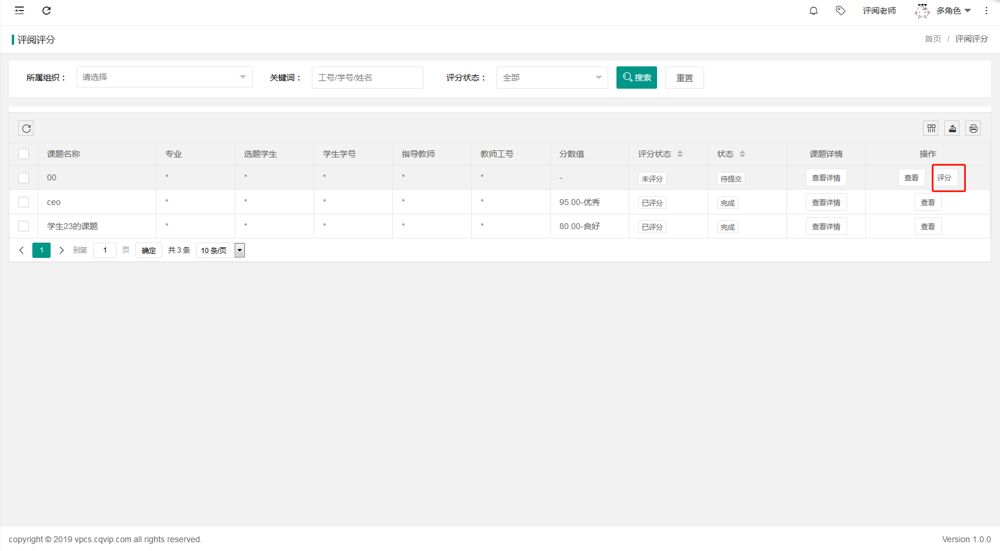 评阅老师 多角色
评阅评分 首页 / 评阅评分
所属组织： 请选择 关键词： 工号/学号/姓名 评分状态： 全部 搜索 重置
课题名称 专业 选题学生 学生学号 指导教师 教师工号 分数值 评分状态 状态 课题详情 操作
00 * * * * * - 未评分 待提交 查看详情 查看 评分
ceo * * * * * 95.00-优秀 已评分 完成 查看详情 查看
学生23的课题 * * * * * 80.00-良好 已评分 完成 查看详情 查看
1 到第 1 页 确定 共 3 条 10 条/页
copyright © 2019 vpcs.cqvip.com all rights reserved. Version 1.0.0